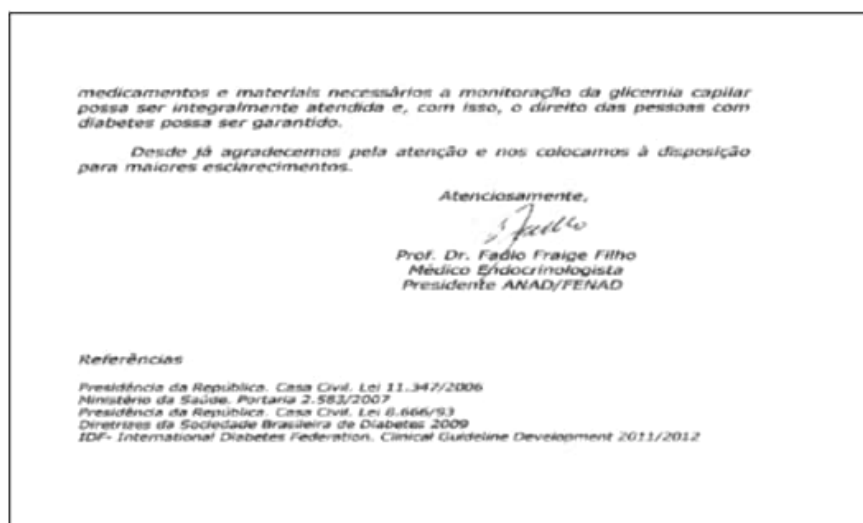 medicamentos e materiais necessários a monitoração da glicemia capilar
possa ser integralmente atendida e, com isso, o direito das pessoas com
diabetes possa ser garantido.
Desde já agradecemos pela atenção e nos colocamos à disposição
para maiores esclarecimentos.
Atenciosamente,
Prof. Dr. Fadlo Fraige Filho
Médico Endocrinologista
Presidente ANAD/FENAD
Referências
Presidência da República. Casa Civil. Lei 11.347/2006
Ministério da Saúde. Portaria 2.583/2007
Presidência da República. Casa Civil. Lei 8.666/93
Diretrizes da Sociedade Brasileira de Diabetes 2009
IDF- International Diabetes Federation. Clinical Guideline Development 2011/2012